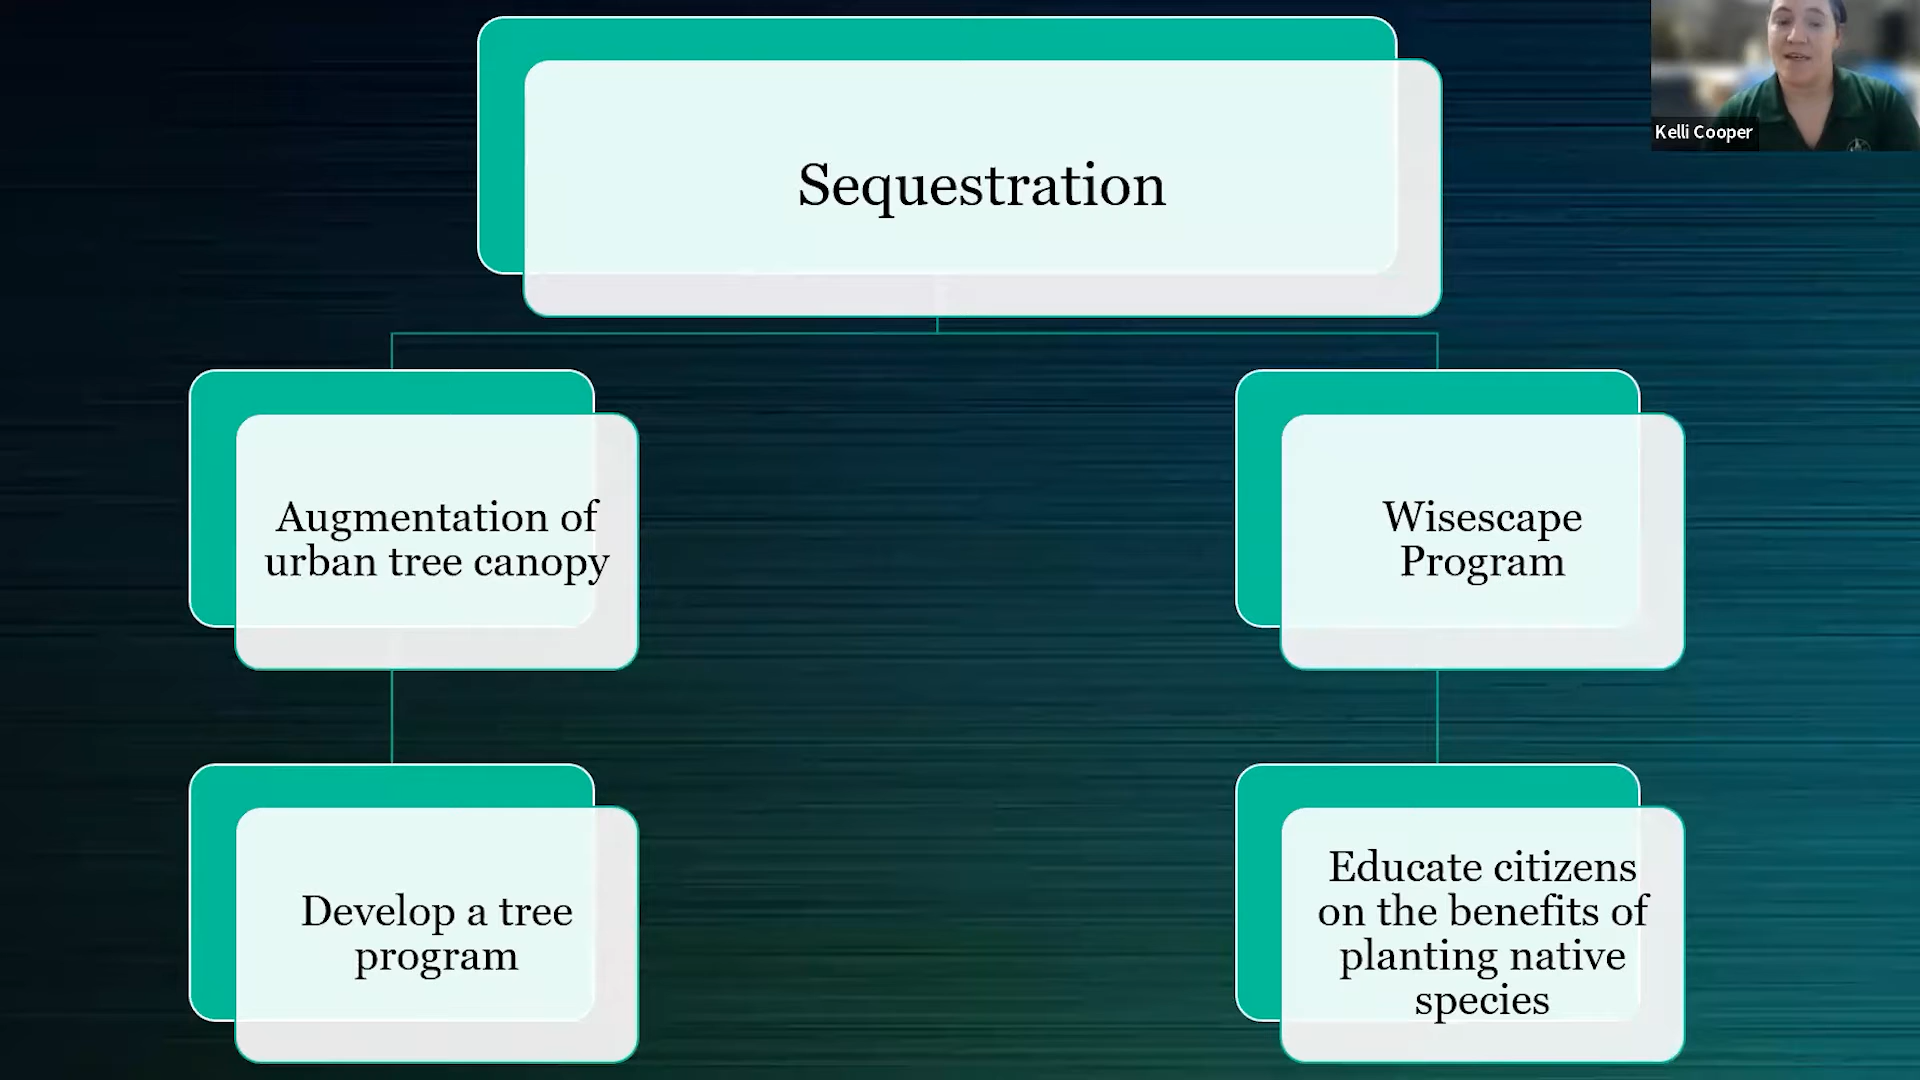 Sequestration
Kelli Cooper
Augmentation of
urban tree canopy
Wisescape
Program
Develop a tree
program
Educate citizens
on the benefits of
planting native
species